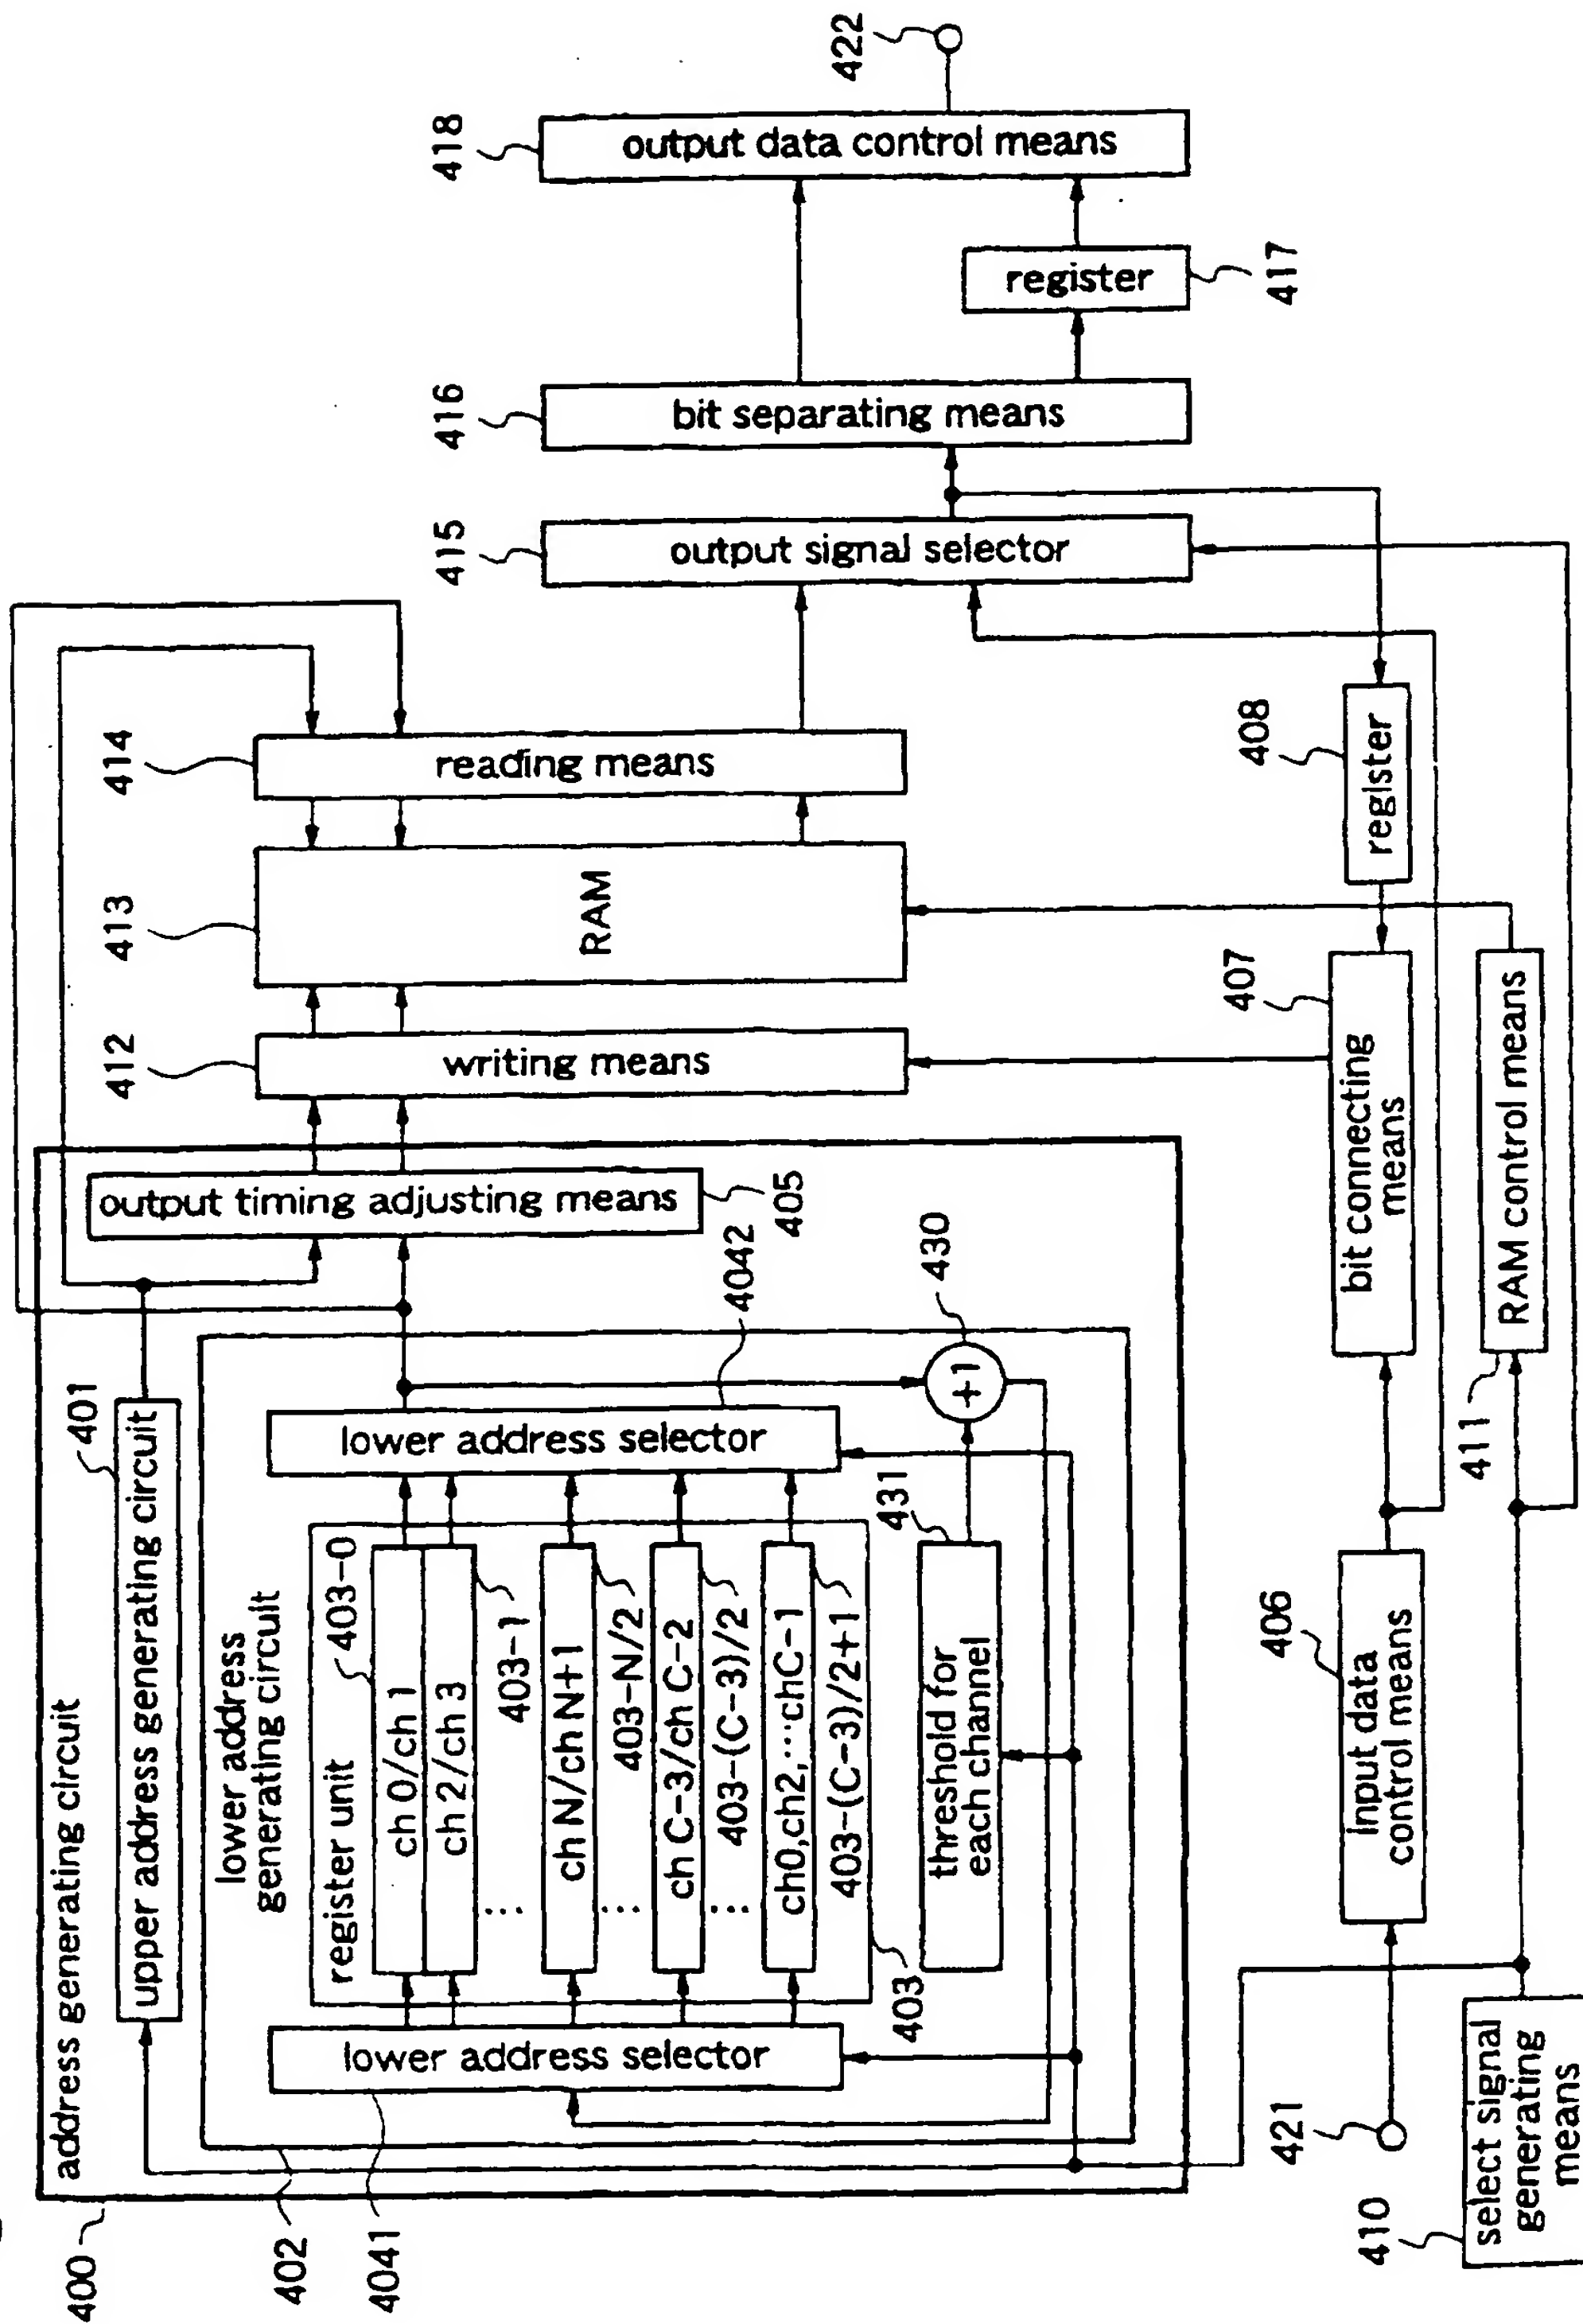 400
address generating circuit
401
upper address generating circuit
402
lower address
generating circuit
4041
lower address selector
register unit
403-0
ch 0/ch 1
ch 2/ch 3
403-1
...
ch N/ch N+1
403-N/2
...
ch C-3/ch C-2
403-(C-3)/2
...
ch0,ch2,...chC-1
403-(C-3)/2+1
403
4042
lower address selector
431
threshold for
each channel
430
+1
output timing adjusting means
405
412
writing means
413
RAM
414
reading means
415
output signal selector
416
bit separating means
register
417
418
output data control means
422
421
406
input data
control means
407
bit connecting
means
408
register
410
select signal
generating
means
411
RAM control means